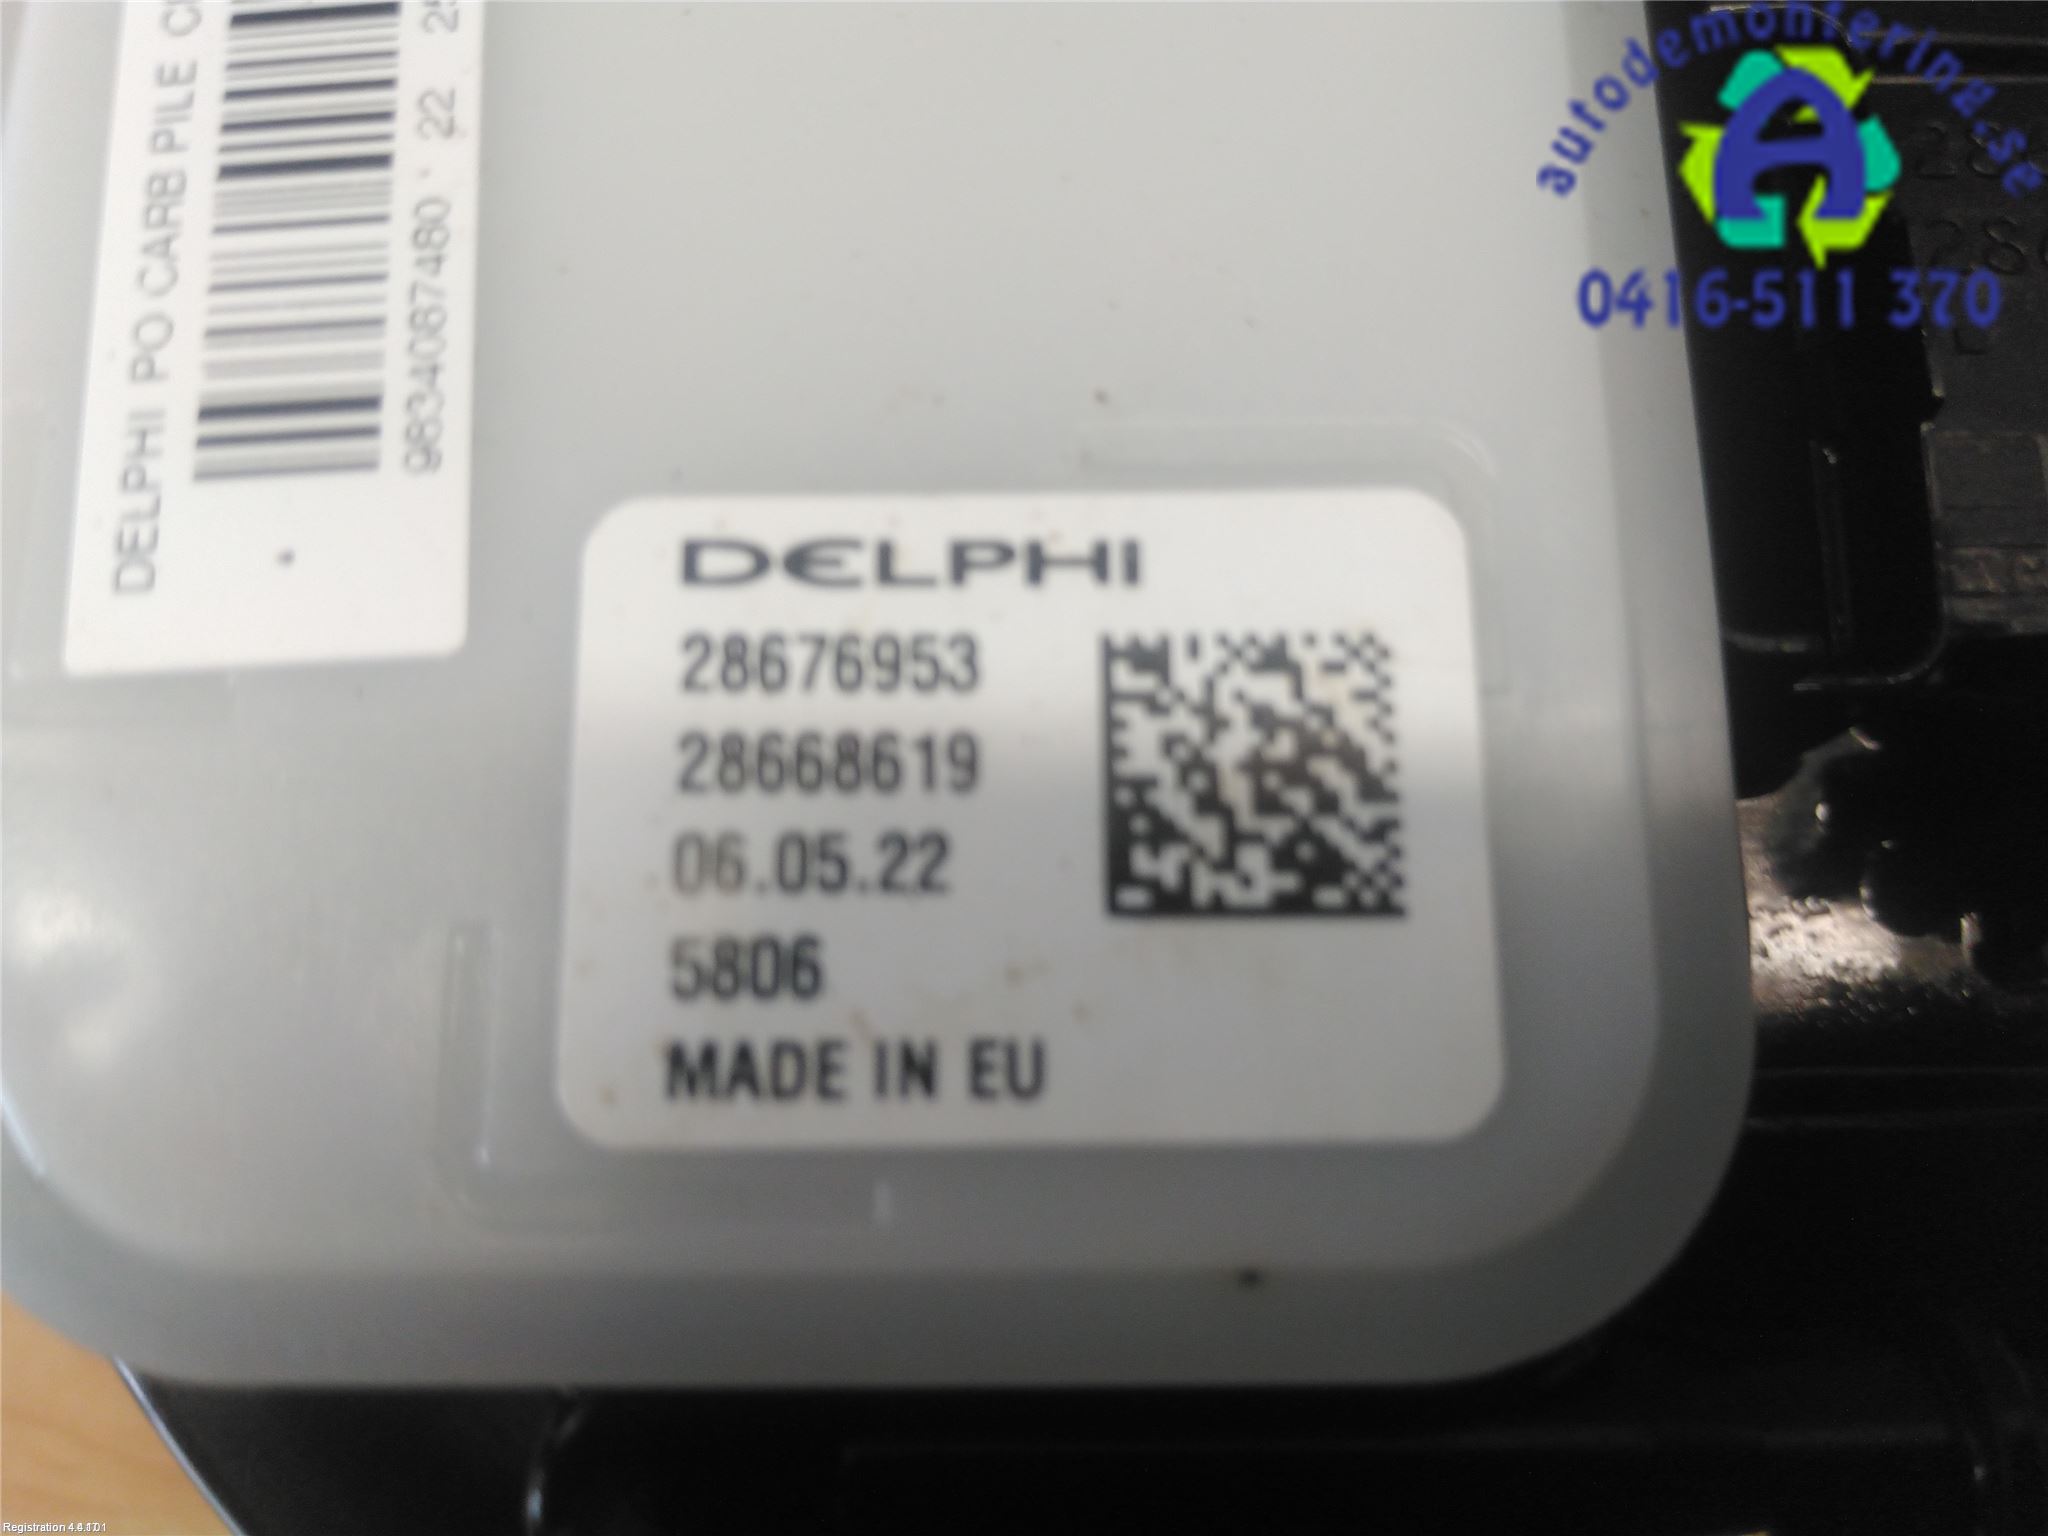 DELPHI PO CARB PILE
9834087480 22
autodemontering.se
A
0416-511 370
DELPHI
28676953
28668619
06.05.22
5806
MADE IN EU